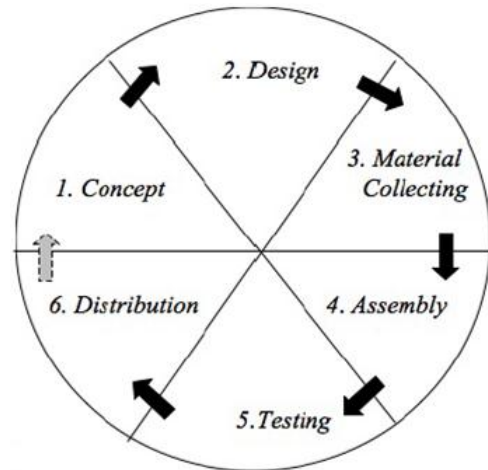 1. Concept
2. Design
3. Material
Collecting
4. Assembly
5.Testing
6. Distribution